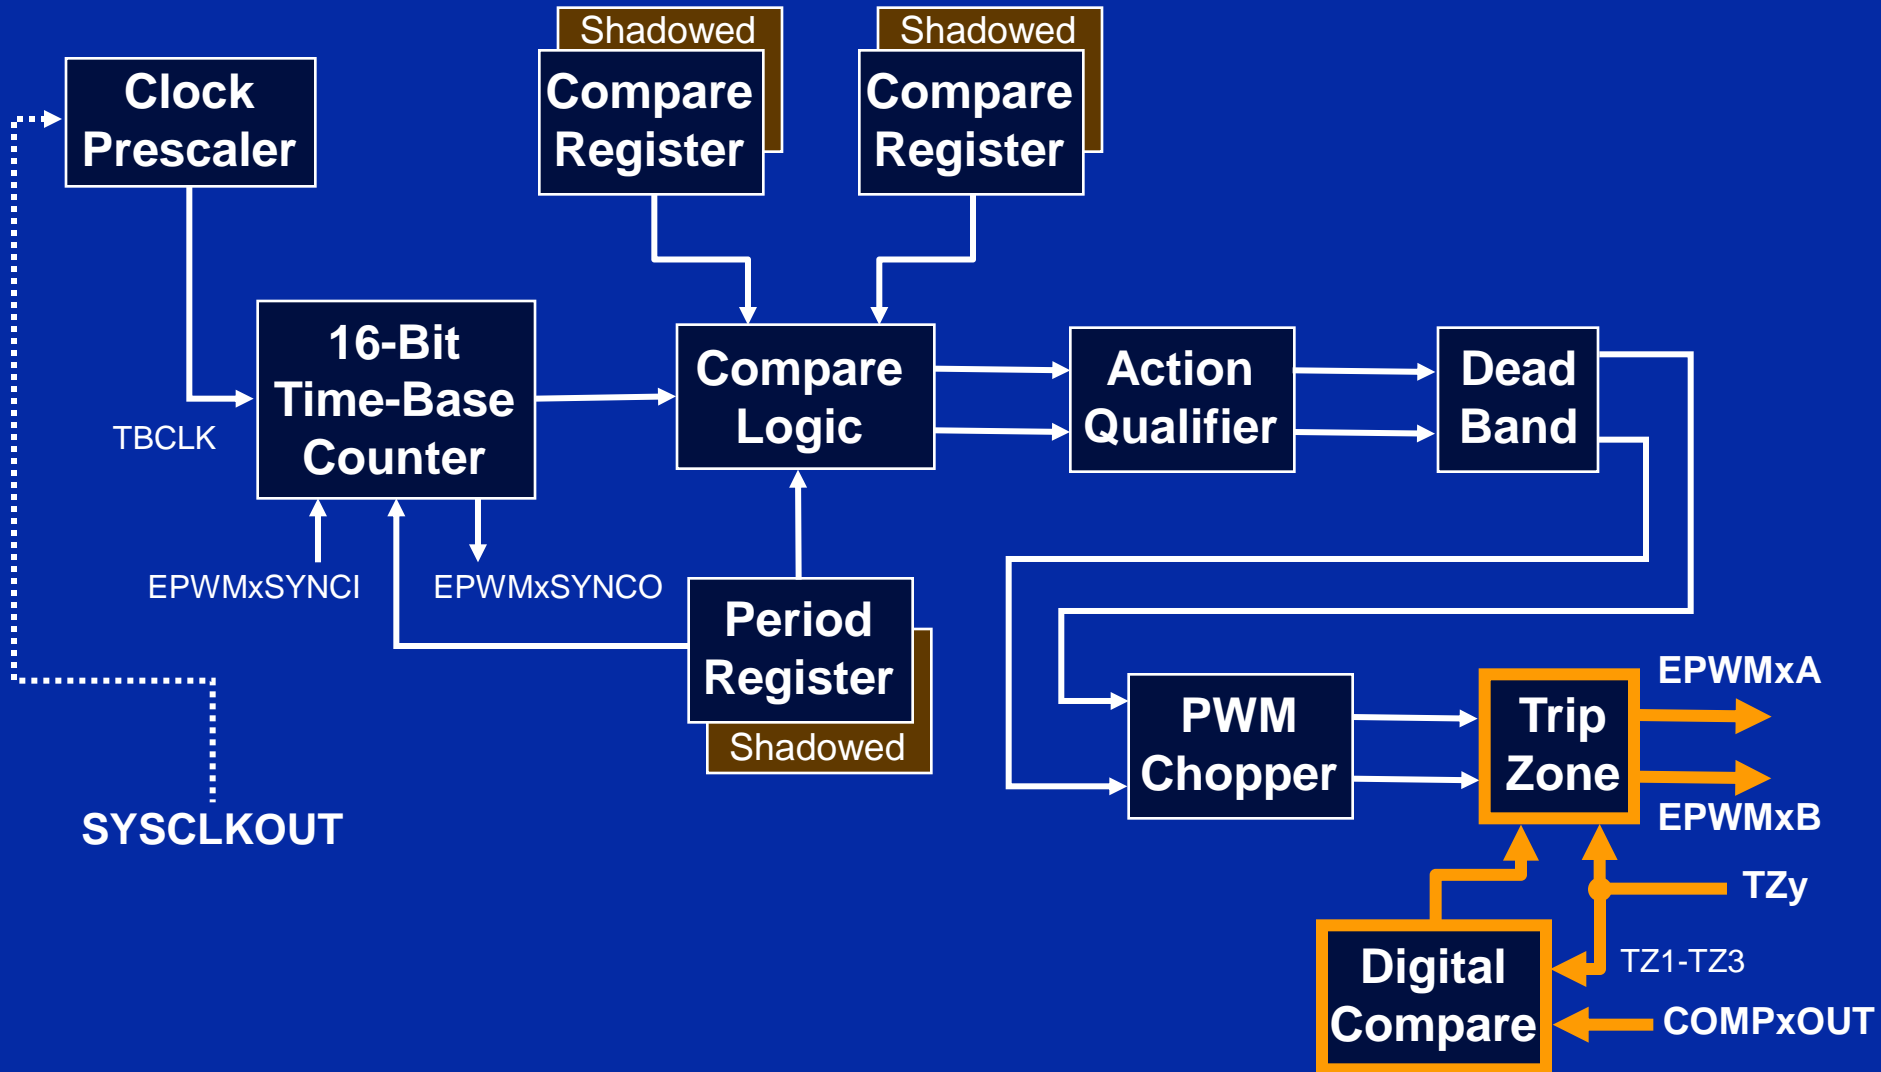 Shadowed
Compare
Register
Shadowed
Compare
Register
Clock
Prescaler
16-Bit
Time-Base
Counter
TBCLK
Compare
Logic
Action
Qualifier
Dead
Band
EPWMxSYNCI
EPWMxSYNCO
Period
Register
Shadowed
SYSCLKOUT
PWM
Chopper
Trip
Zone
EPWMxA
EPWMxB
TZy
TZ1-TZ3
Digital
Compare
COMPxOUT